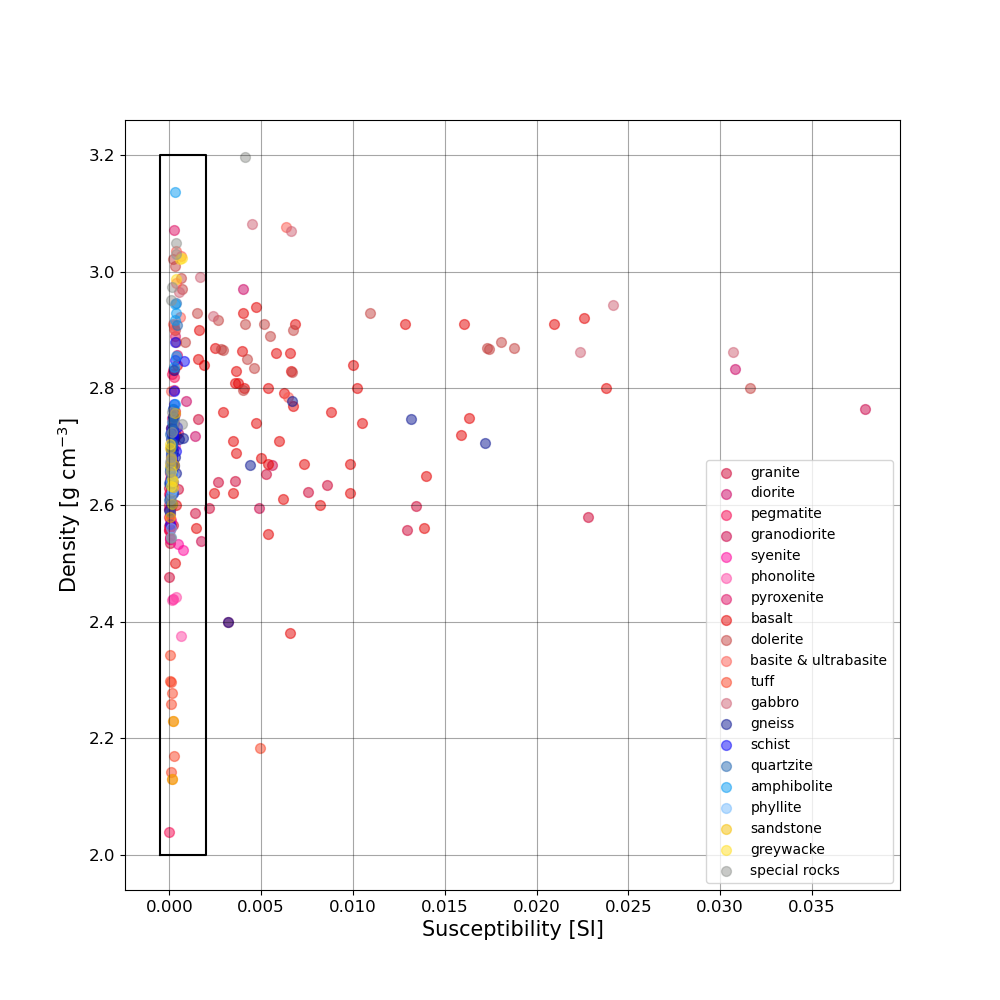 3.2
3.0
2.8
2.6
2.4
2.2
2.0
Density [g cm⁻³]
0.000 0.005 0.010 0.015 0.020 0.025 0.030 0.035
Susceptibility [SI]
granite
diorite
pegmatite
granodiorite
syenite
phonolite
pyroxenite
basalt
dolerite
basite & ultrabasite
tuff
gabbro
gneiss
schist
quartzite
amphibolite
phyllite
sandstone
greywacke
special rocks